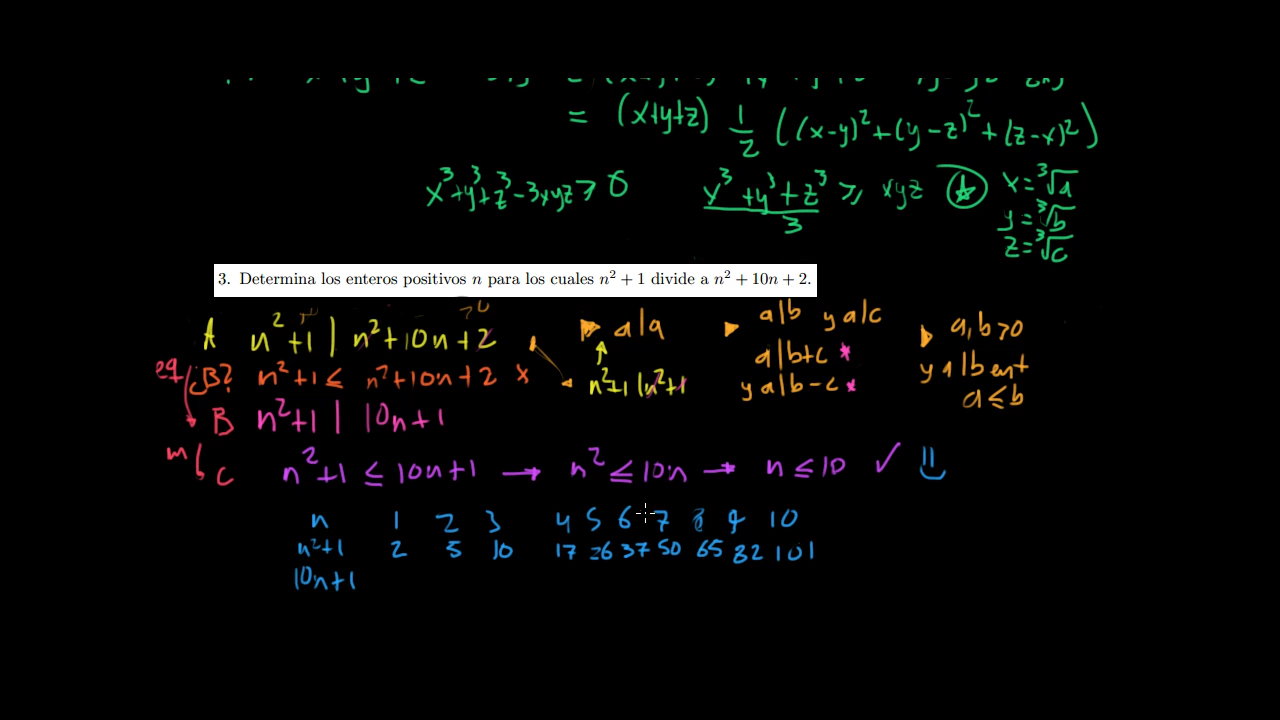 = (x+y+z) 1/2 ((x-y)²+(y-z)²+(z-x)²)
x³+y³+z³-3xyz ≥ 0 x³+y³+z³/3 ≥ xyz x=∛a
y=∛b
z=∛c
3. Determina los enteros positivos n para los cuales n² + 1 divide a n² + 10n + 2.
A n²+1 | n²+10n+2 a|a a|b y a|c a,b>0
eq ¿B? n²+1 ≤ n²+10n+2 x n²+1|n²+1 a|b+c * y a|b ent
y a|b-c * a≤b
B n²+1 | 10n+1
m C n²+1 ≤ 10n+1 → n² ≤ 10n → n ≤ 10 ✓
n 1 2 3 4 5 6 7 8 9 10
n²+1 2 5 10 17 26 37 50 65 82 101
10n+1